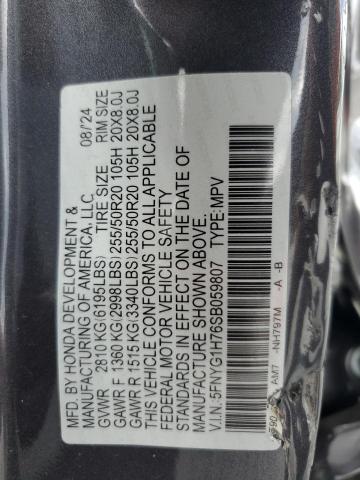 MFD. BY HONDA DEVELOPMENT & 08/'24
MANUFACTURING OF AMERICA, LLC
GVWR 2810 KG(6195LBS) TIRE SIZE RIM SIZE
GAWR F 1360 KG(2998LBS) 255/50R20 105H 20X8.0J
GAWR R 1515 KG(3340LBS) 255/50R20 105H 20X8.0J
THIS VEHICLE CONFORMS TO ALL APPLICABLE
FEDERAL MOTOR VEHICLE SAFETY
STANDARDS IN EFFECT ON THE DATE OF
MANUFACTURE SHOWN ABOVE.
V.I.N.:5FNYG1H76SB059807 TYPE:MPV
AM7 -NH797M -A -B